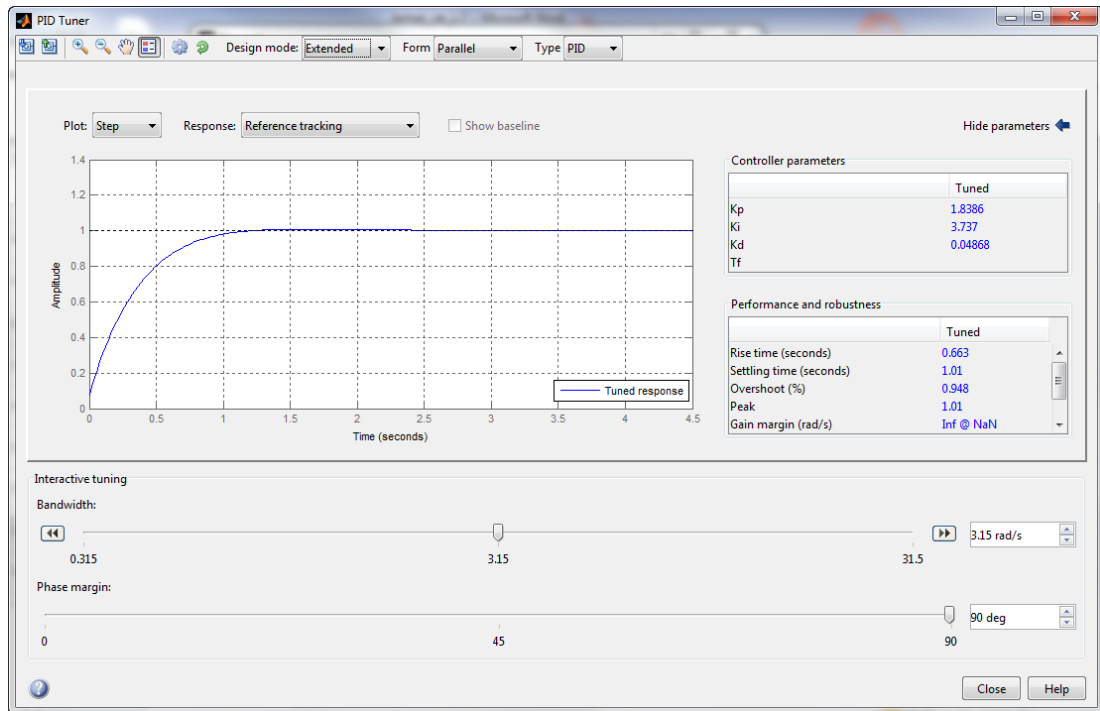 PID Tuner
Design mode: Extended Form Parallel Type PID
Plot: Step Response: Reference tracking Show baseline Hide parameters
1.4
1.2
1
0.8
0.6
0.4
0.2
0
Amplitude
0 0.5 1 1.5 2 2.5 3 3.5 4 4.5
Time (seconds)
Tuned response
Controller parameters
Tuned
Kp 1.8386
Ki 3.737
Kd 0.04868
Tf
Performance and robustness
Tuned
Rise time (seconds) 0.663
Settling time (seconds) 1.01
Overshoot (%) 0.948
Peak 1.01
Gain margin (rad/s) Inf @ NaN
Interactive tuning
Bandwidth:
3.15 rad/s
0.315 3.15 31.5
Phase margin:
90 deg
0 45 90
Close Help